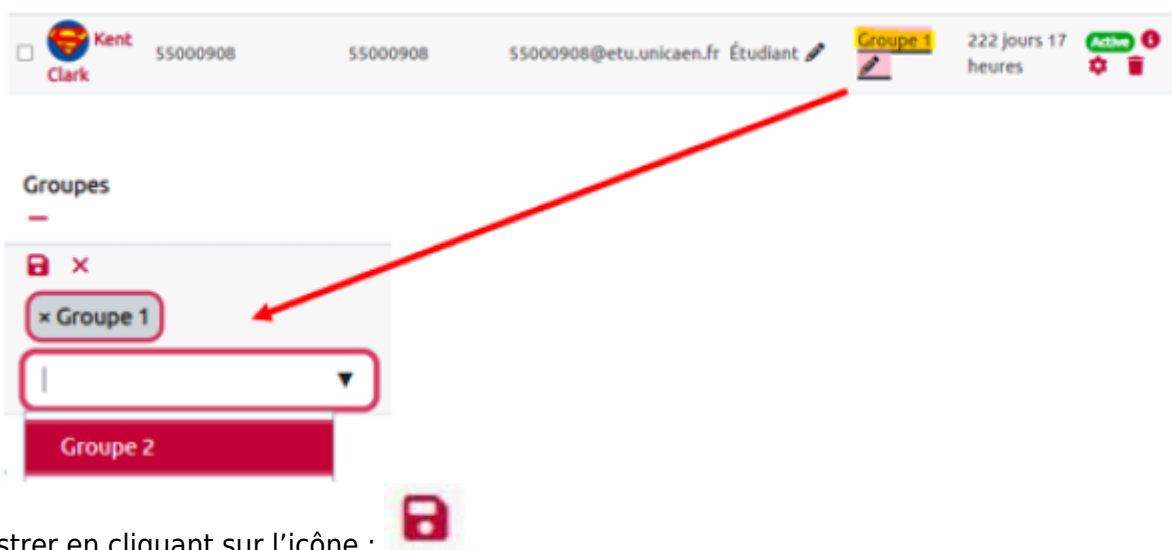 Kent Clark 55000908 55000908 55000908@etu.unicaen.fr Étudiant Groupe 1 222 jours 17 heures Active
Groupes
× Groupe 1
Groupe 2
strer en cliquant sur l’icône :